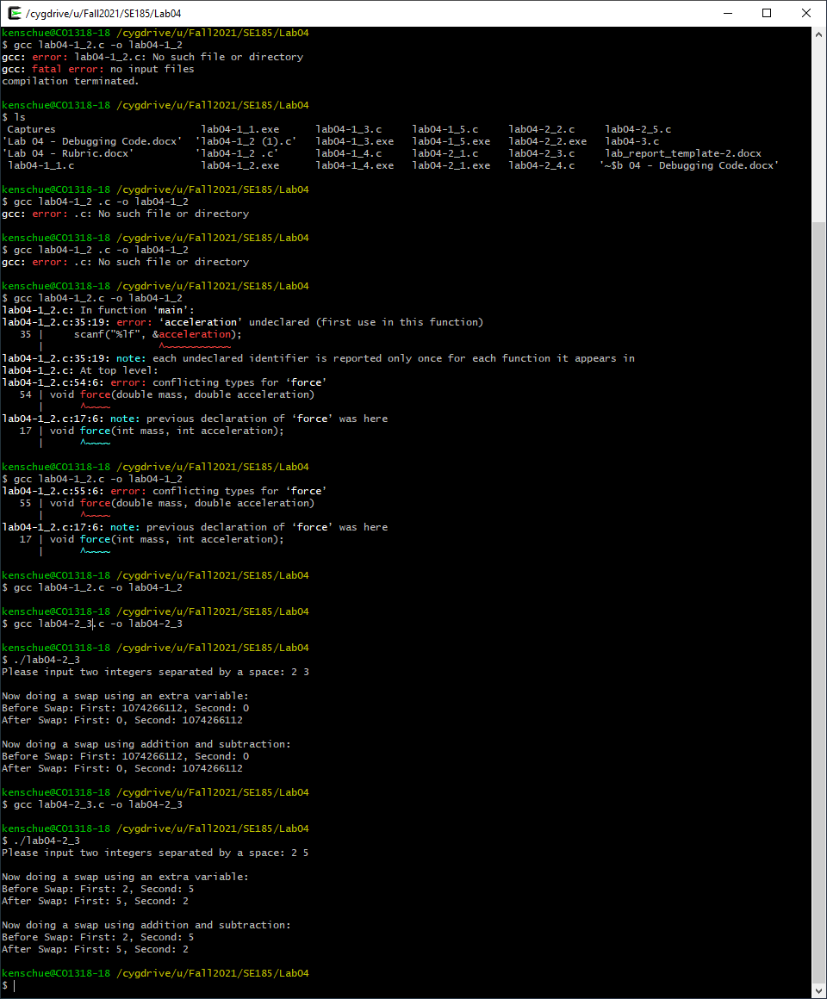 /cygdrive/u/Fall2021/SE185/Lab04
kenschue@CO1318-18 /cygdrive/u/Fall2021/SE185/Lab04
$ gcc lab04-1_2.c -o lab04-1_2
gcc: error: lab04-1_2.c: No such file or directory
gcc: fatal error: no input files
compilation terminated.
kenschue@CO1318-18 /cygdrive/u/Fall2021/SE185/Lab04
$ ls
Captures lab04-1_1.exe lab04-1_3.c lab04-1_5.c lab04-2_2.c lab04-2_5.c
'Lab 04 - Debugging Code.docx' 'lab04-1_2 (1).c' lab04-1_3.exe lab04-1_5.exe lab04-2_2.exe lab04-3.c
'Lab 04 - Rubric.docx' 'lab04-1_2 .c' lab04-1_4.c lab04-2_1.c lab04-2_3.c lab_report_template-2.docx
lab04-1_1.c lab04-1_2.exe lab04-1_4.exe lab04-2_1.exe lab04-2_4.c '~$b 04 - Debugging Code.docx'
kenschue@CO1318-18 /cygdrive/u/Fall2021/SE185/Lab04
$ gcc lab04-1_2 .c -o lab04-1_2
gcc: error: .c: No such file or directory
kenschue@CO1318-18 /cygdrive/u/Fall2021/SE185/Lab04
$ gcc lab04-1_2 .c -o lab04-1_2
gcc: error: .c: No such file or directory
kenschue@CO1318-18 /cygdrive/u/Fall2021/SE185/Lab04
$ gcc lab04-1_2.c -o lab04-1_2
lab04-1_2.c: In function ‘main’:
lab04-1_2.c:35:19: error: ‘acceleration’ undeclared (first use in this function)
35 | scanf("%lf", &acceleration);
| ^~~~~~~~~~~~
lab04-1_2.c:35:19: note: each undeclared identifier is reported only once for each function it appears in
lab04-1_2.c: At top level:
lab04-1_2.c:54:6: error: conflicting types for ‘force’
54 | void force(double mass, double acceleration)
| ^~~~~
lab04-1_2.c:17:6: note: previous declaration of ‘force’ was here
17 | void force(int mass, int acceleration);
| ^~~~~
kenschue@CO1318-18 /cygdrive/u/Fall2021/SE185/Lab04
$ gcc lab04-1_2.c -o lab04-1_2
lab04-1_2.c:55:6: error: conflicting types for ‘force’
55 | void force(double mass, double acceleration)
| ^~~~~
lab04-1_2.c:17:6: note: previous declaration of ‘force’ was here
17 | void force(int mass, int acceleration);
| ^~~~~
kenschue@CO1318-18 /cygdrive/u/Fall2021/SE185/Lab04
$ gcc lab04-1_2.c -o lab04-1_2
kenschue@CO1318-18 /cygdrive/u/Fall2021/SE185/Lab04
$ gcc lab04-2_3.c -o lab04-2_3
kenschue@CO1318-18 /cygdrive/u/Fall2021/SE185/Lab04
$ ./lab04-2_3
Please input two integers separated by a space: 2 3
Now doing a swap using an extra variable:
Before Swap: First: 1074266112, Second: 0
After Swap: First: 0, Second: 1074266112
Now doing a swap using addition and subtraction:
Before Swap: First: 1074266112, Second: 0
After Swap: First: 0, Second: 1074266112
kenschue@CO1318-18 /cygdrive/u/Fall2021/SE185/Lab04
$ gcc lab04-2_3.c -o lab04-2_3
kenschue@CO1318-18 /cygdrive/u/Fall2021/SE185/Lab04
$ ./lab04-2_3
Please input two integers separated by a space: 2 5
Now doing a swap using an extra variable:
Before Swap: First: 2, Second: 5
After Swap: First: 5, Second: 2
Now doing a swap using addition and subtraction:
Before Swap: First: 2, Second: 5
After Swap: First: 5, Second: 2
kenschue@CO1318-18 /cygdrive/u/Fall2021/SE185/Lab04
$